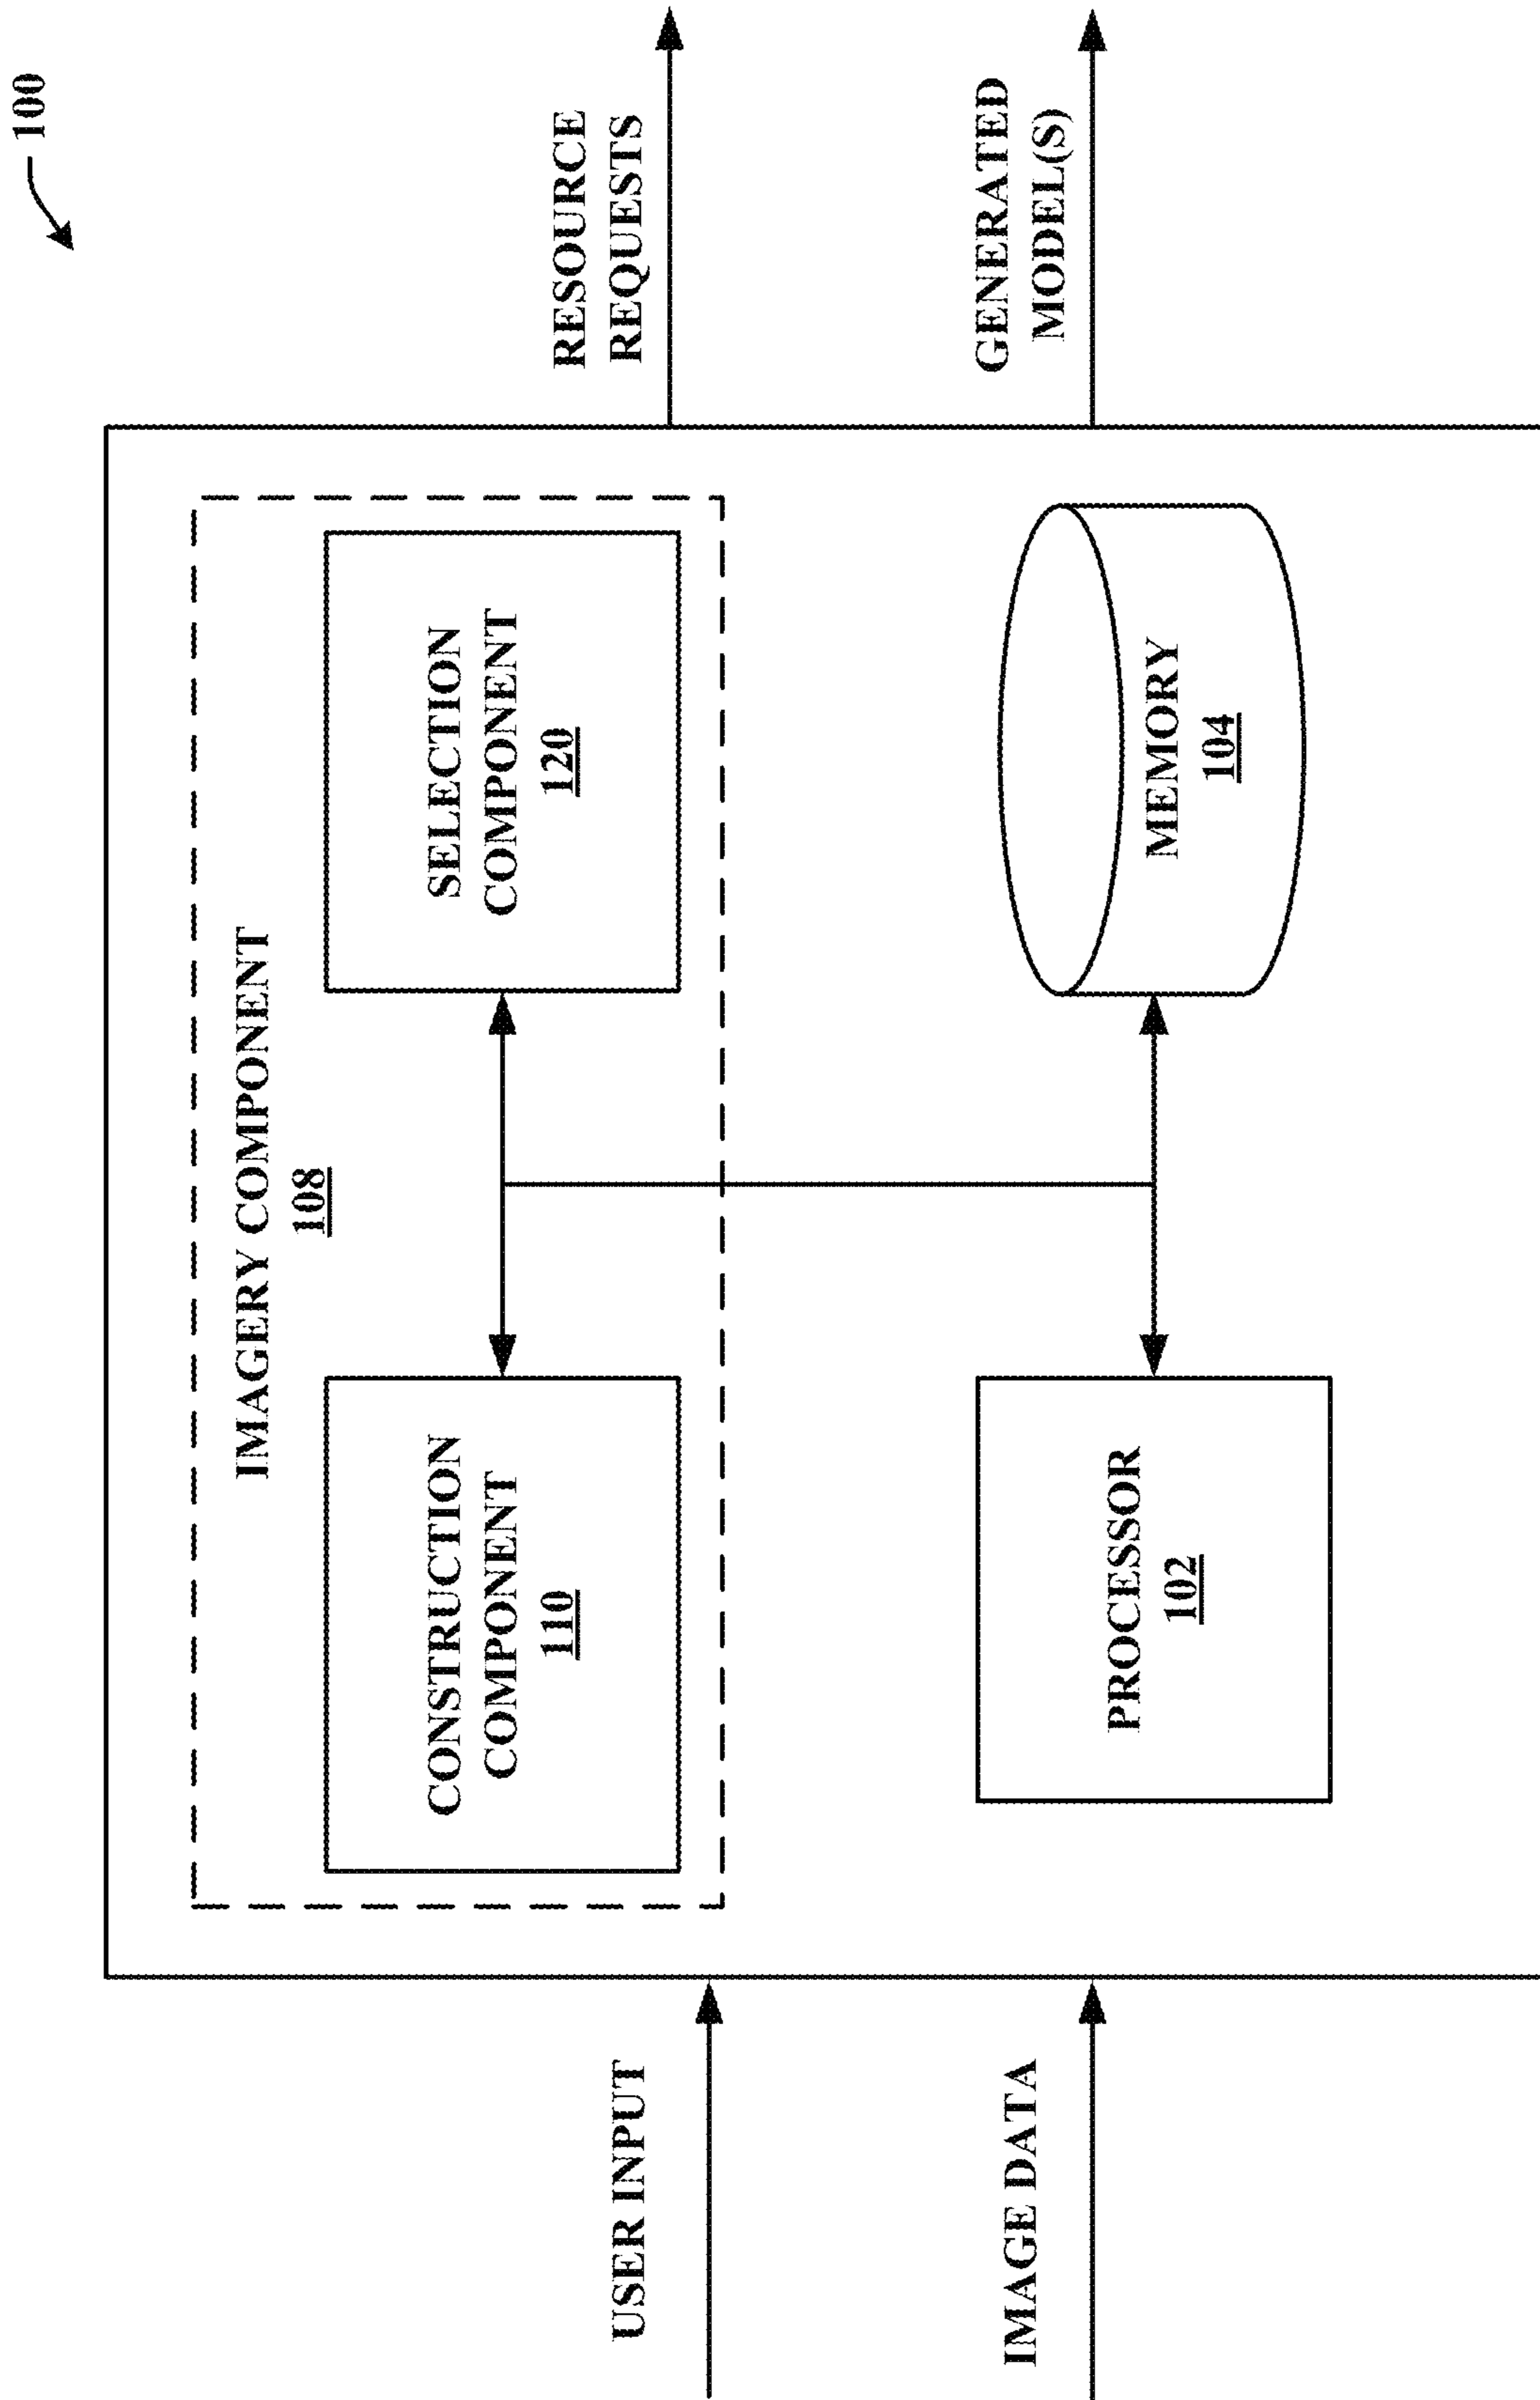 100
IMAGERY COMPONENT
108
CONSTRUCTION
COMPONENT
110
SELECTION
COMPONENT
120
USER INPUT
RESOURCE
REQUESTS
IMAGE DATA
GENERATED
MODEL(S)
PROCESSOR
102
MEMORY
104